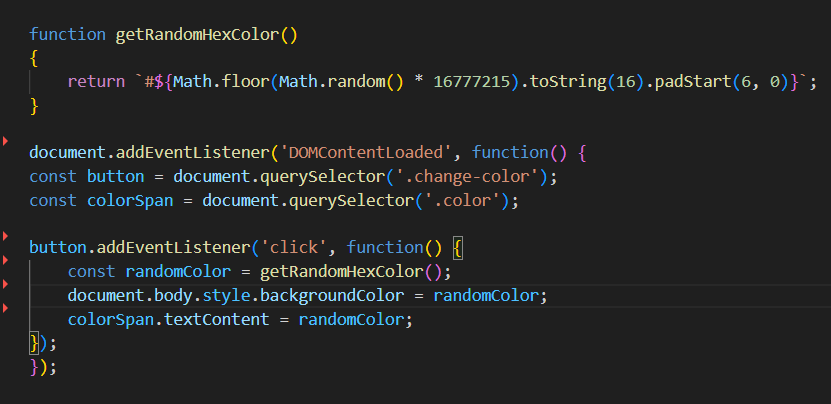 function getRandomHexColor()
{
    return `#${Math.floor(Math.random() * 16777215).toString(16).padStart(6, 0)}`;
}
document.addEventListener('DOMContentLoaded', function() {
const button = document.querySelector('.change-color');
const colorSpan = document.querySelector('.color');
button.addEventListener('click', function() {
    const randomColor = getRandomHexColor();
    document.body.style.backgroundColor = randomColor;
    colorSpan.textContent = randomColor;
});
});